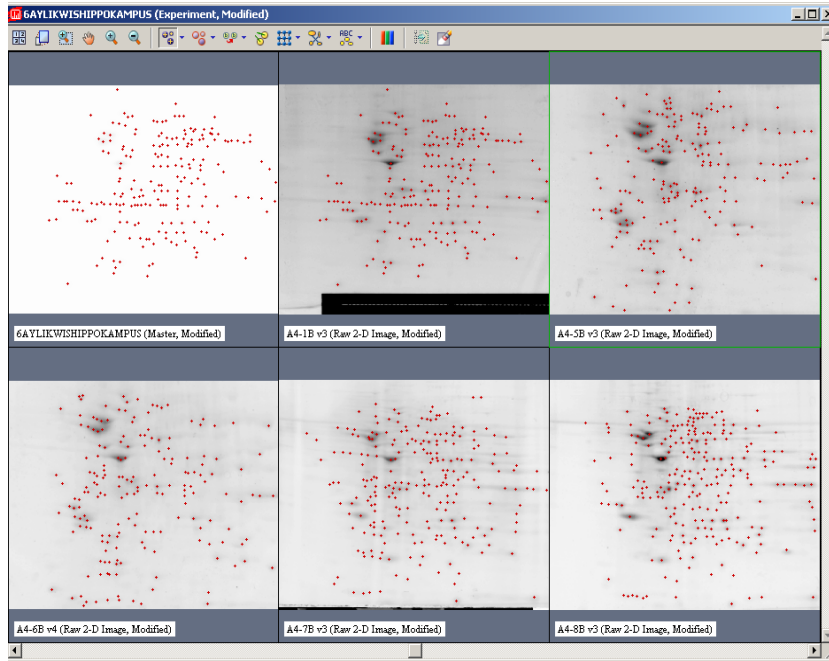 6AYLIKWISHIPPOKAMPUS (Experiment, Modified)
ABC
6AYLIKWISHIPPOKAMPUS (Master, Modified)
A4-1B v3 (Raw 2-D Image, Modified)
A4-5B v3 (Raw 2-D Image, Modified)
A4-6B v4 (Raw 2-D Image, Modified)
A4-7B v3 (Raw 2-D Image, Modified)
A4-8B v3 (Raw 2-D Image, Modified)